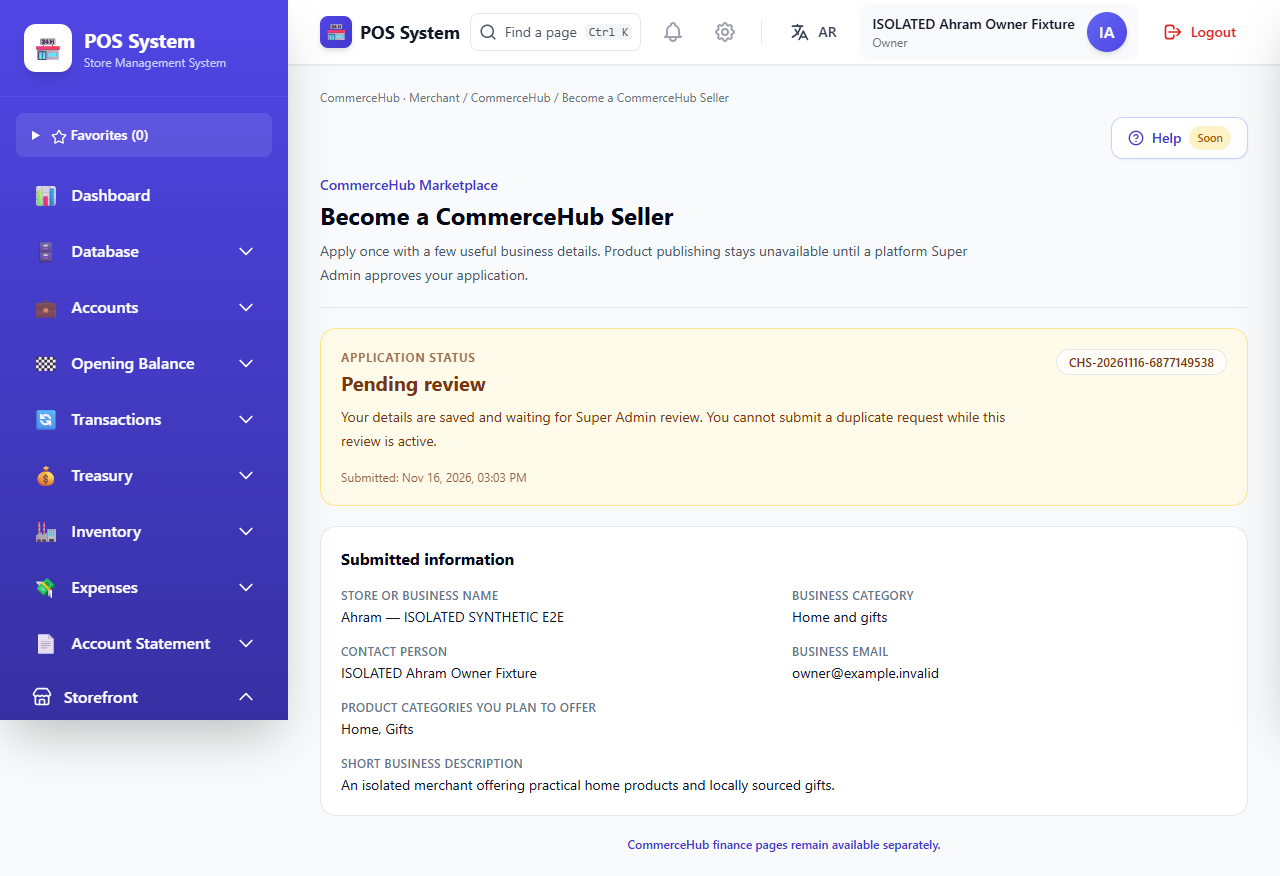 POS System
Store Management System
Favorites (0)
Dashboard
Database
Accounts
Opening Balance
Transactions
Treasury
Inventory
Expenses
Account Statement
Storefront
POS System
Find a page Ctrl K
AR
ISOLATED Ahram Owner Fixture
Owner
IA
Logout
CommerceHub · Merchant / CommerceHub / Become a CommerceHub Seller
Help Soon
CommerceHub Marketplace
Become a CommerceHub Seller
Apply once with a few useful business details. Product publishing stays unavailable until a platform Super
Admin approves your application.
APPLICATION STATUS
CHS-20261116-6877149538
Pending review
Your details are saved and waiting for Super Admin review. You cannot submit a duplicate request while this
review is active.
Submitted: Nov 16, 2026, 03:03 PM
Submitted information
STORE OR BUSINESS NAME
Ahram — ISOLATED SYNTHETIC E2E
BUSINESS CATEGORY
Home and gifts
CONTACT PERSON
ISOLATED Ahram Owner Fixture
BUSINESS EMAIL
owner@example.invalid
PRODUCT CATEGORIES YOU PLAN TO OFFER
Home, Gifts
SHORT BUSINESS DESCRIPTION
An isolated merchant offering practical home products and locally sourced gifts.
CommerceHub finance pages remain available separately.